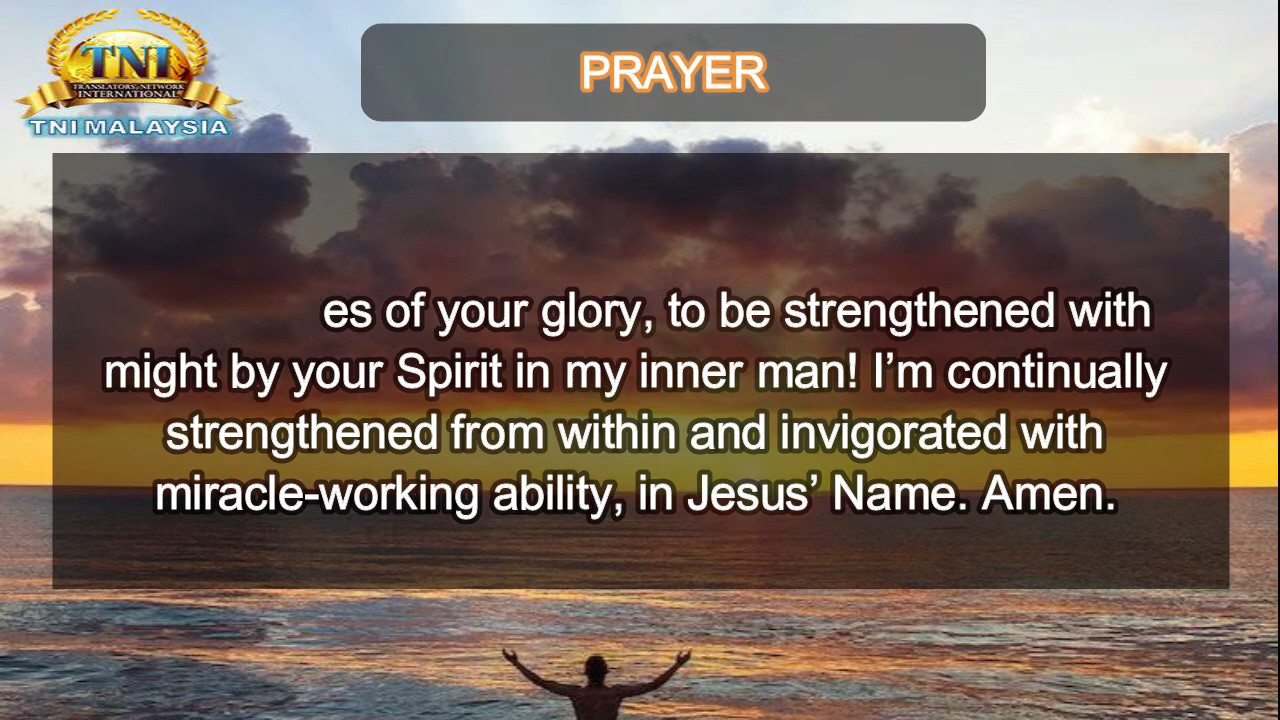 TNI
TRANSLATORS' NETWORK
INTERNATIONAL
TNI MALAYSIA
PRAYER
es of your glory, to be strengthened with
might by your Spirit in my inner man! I’m continually
strengthened from within and invigorated with
miracle-working ability, in Jesus’ Name. Amen.